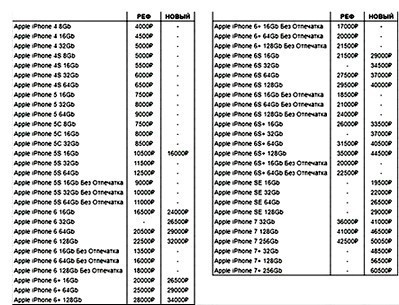 РЕФ НОВЫЙ
Apple iPhone 4 8Gb 4000Р -
Apple iPhone 4 16Gb 4500Р -
Apple iPhone 4 32Gb 5000Р -
Apple iPhone 4S 8Gb 5000Р -
Apple iPhone 4S 16Gb 5500Р -
Apple iPhone 4S 32Gb 6000Р -
Apple iPhone 4S 64Gb 6500Р -
Apple iPhone 5 16Gb 7500Р -
Apple iPhone 5 32Gb 8000Р -
Apple iPhone 5 64Gb 9000Р -
Apple iPhone 5C 8Gb 7500Р -
Apple iPhone 5C 16Gb 8000Р -
Apple iPhone 5C 32Gb 8500Р -
Apple iPhone 5S 16Gb 10500Р 16000Р
Apple iPhone 5S 32Gb 11500Р -
Apple iPhone 5S 64Gb 12500Р -
Apple iPhone 5S 16Gb Без Отпечатка 9000Р -
Apple iPhone 5S 32Gb Без Отпечатка 10000Р -
Apple iPhone 5S 64Gb Без Отпечатка 11000Р -
Apple iPhone 6 16Gb 16500Р 24000Р
Apple iPhone 6 32Gb - 26500Р
Apple iPhone 6 64Gb 20500Р 29000Р
Apple iPhone 6 128Gb 22500Р 32000Р
Apple iPhone 6 16Gb Без Отпечатка 13500Р -
Apple iPhone 6 64Gb Без Отпечатка 16000Р -
Apple iPhone 6 128Gb Без Отпечатка 18000Р -
Apple iPhone 6+ 16Gb 20000Р 26500Р
Apple iPhone 6+ 64Gb 25000Р 29000Р
Apple iPhone 6+ 128Gb 28000Р 34000Р
РЕФ НОВЫЙ
Apple iPhone 6+ 16Gb Без Отпечатка 17000Р -
Apple iPhone 6+ 64Gb Без Отпечатка 20000Р -
Apple iPhone 6+ 128Gb Без Отпечатка 21500Р -
Apple iPhone 6S 16Gb 21500Р 29000Р
Apple iPhone 6S 32Gb - 34500Р
Apple iPhone 6S 64Gb 27500Р 37000Р
Apple iPhone 6S 128Gb 29500Р 40000Р
Apple iPhone 6S 16Gb Без Отпечатка 18500Р -
Apple iPhone 6S 64Gb Без Отпечатка 21000Р -
Apple iPhone 6S 128Gb Без Отпечатка 24000Р -
Apple iPhone 6S+ 16Gb 26000Р 33500Р
Apple iPhone 6S+ 32Gb - 37000Р
Apple iPhone 6S+ 64Gb 31500Р 40500Р
Apple iPhone 6S+ 128Gb 35000Р 44500Р
Apple iPhone 6S+ 16Gb Без Отпечатка 20000Р -
Apple iPhone 6S+ 64Gb Без Отпечатка 22500Р -
Apple iPhone SE 16Gb - 19500Р
Apple iPhone SE 32Gb - 22000Р
Apple iPhone SE 64Gb - 26500Р
Apple iPhone SE 128Gb - 29000Р
Apple iPhone 7 32Gb 36000Р 41000Р
Apple iPhone 7 128Gb 41000Р 46500Р
Apple iPhone 7 256Gb 42500Р 50050Р
Apple iPhone 7+ 32Gb - 48500Р
Apple iPhone 7+ 128Gb - 56500Р
Apple iPhone 7+ 256Gb - 60500Р